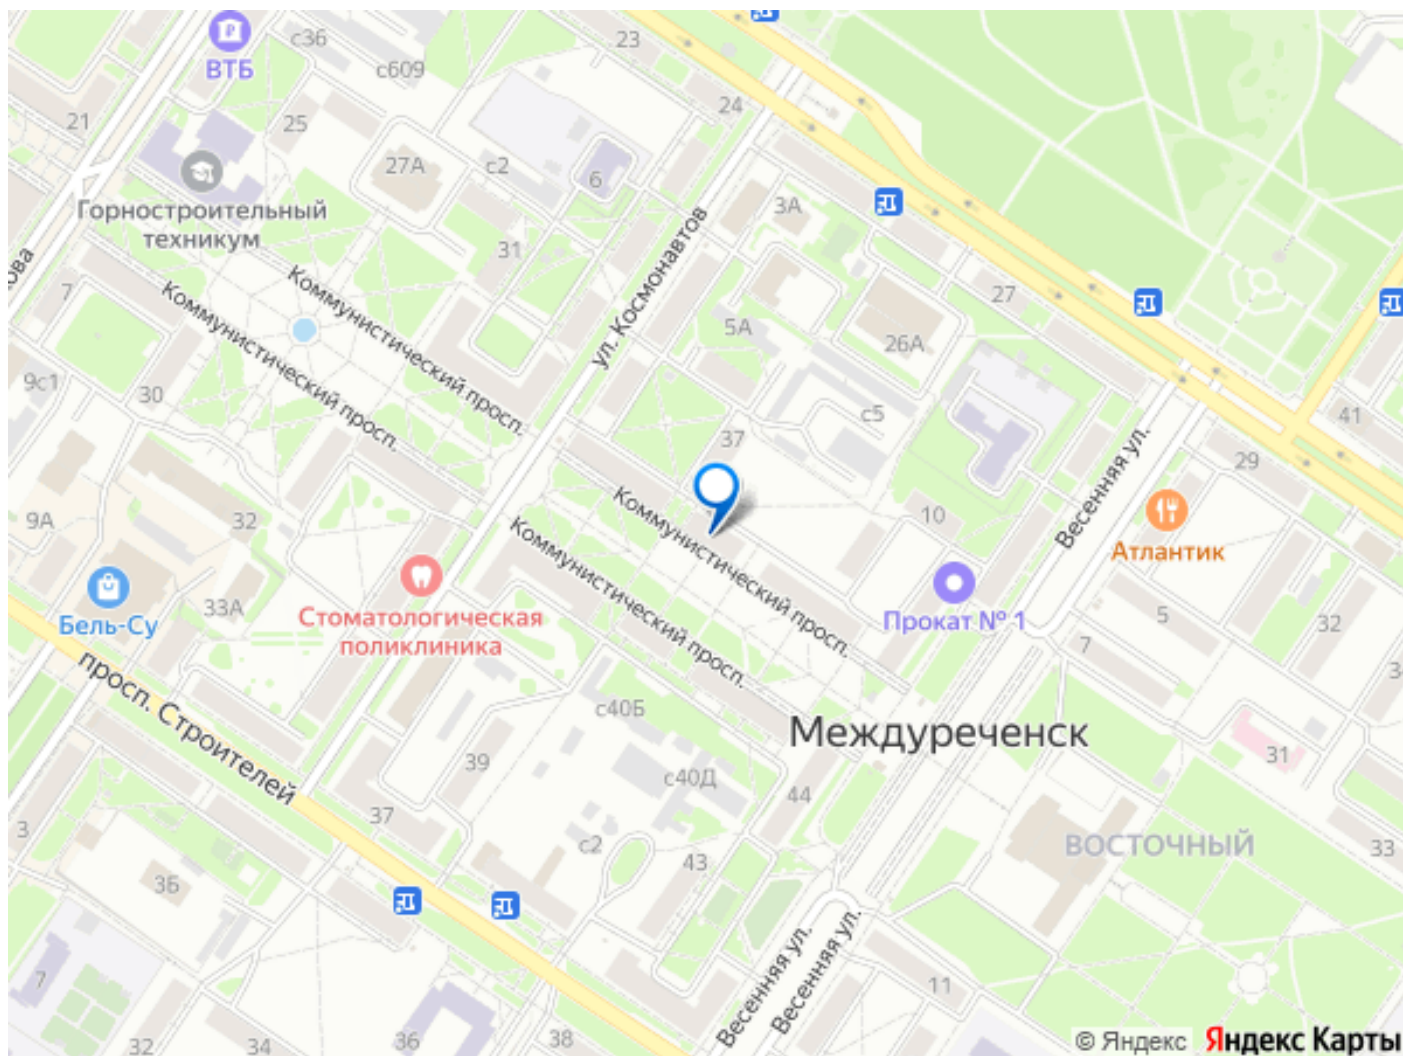 23
с36
ВТБ
с609
24
21
25
27А
с2
6
3А
Горностроительный
техникум
31
ова
7
Коммунистический просп.
Коммунистический просп.
ул. Космонавтов
27
5А
26А
9с1
30
с5
41
37
29
Весенняя ул.
9А
32
Коммунистический просп.
Коммунистический просп.
10
Атлантик
33А
Бель-Су
Стоматологическая
поликлиника
Прокат № 1
5
32
7
просп. Строителей
с40Б
Междуреченск
31
39
с40Д
44
37
3
с2
43
ВОСТОЧНЫЙ
33
3Б
7
Весенняя ул.
Весенняя ул.
11
32
34
36
38
© Яндекс Яндекс Карты